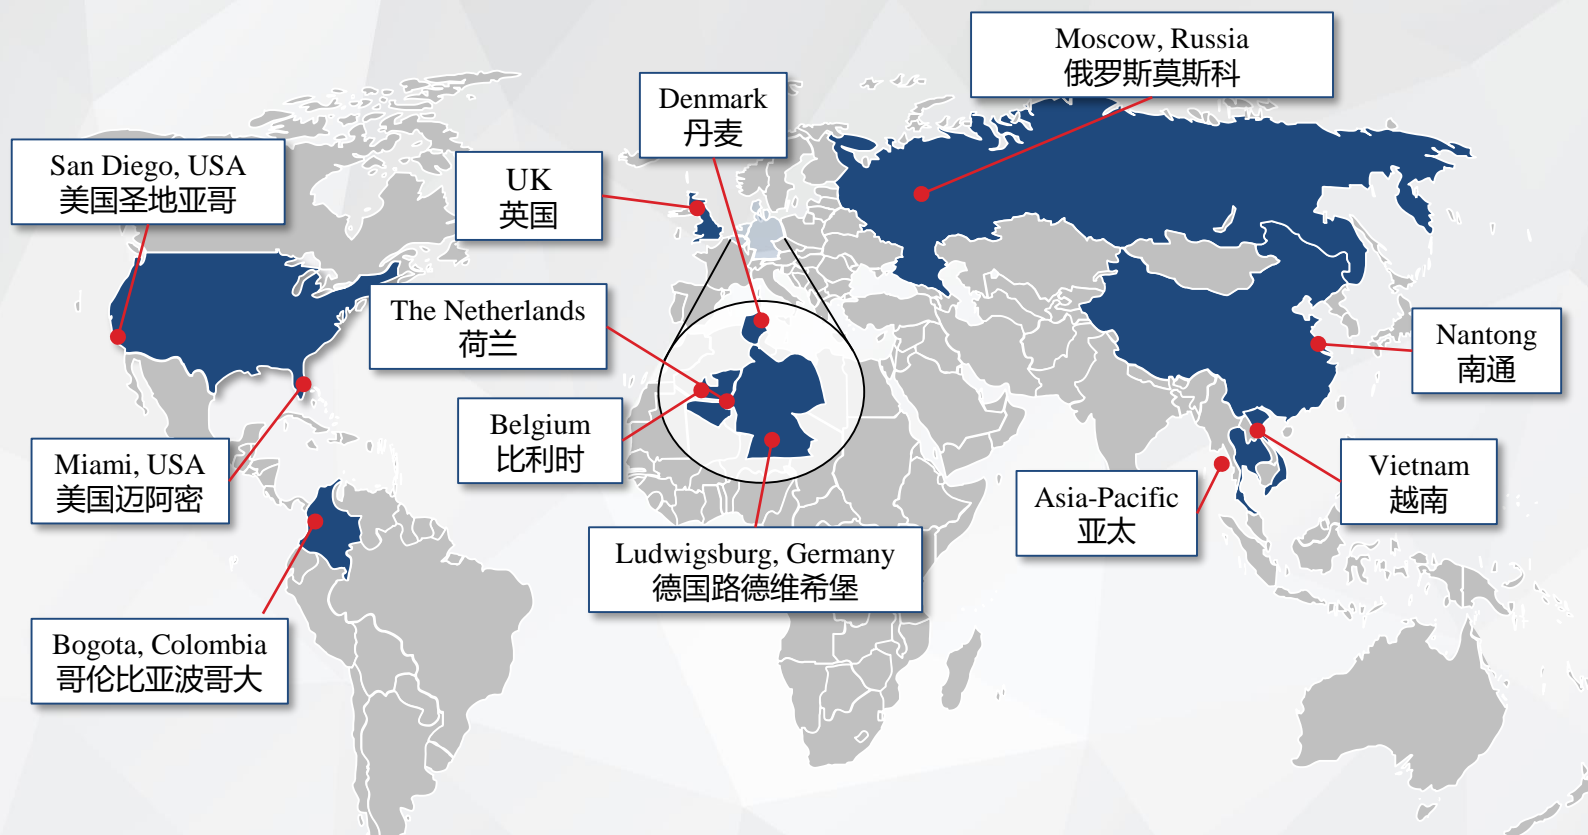 Moscow, Russia
俄罗斯莫斯科
Denmark
丹麦
San Diego, USA
美国圣地亚哥
UK
英国
The Netherlands
荷兰
Nantong
南通
Belgium
比利时
Miami, USA
美国迈阿密
Vietnam
越南
Asia-Pacific
亚太
Ludwigsburg, Germany
德国路德维希堡
Bogota, Colombia
哥伦比亚波哥大